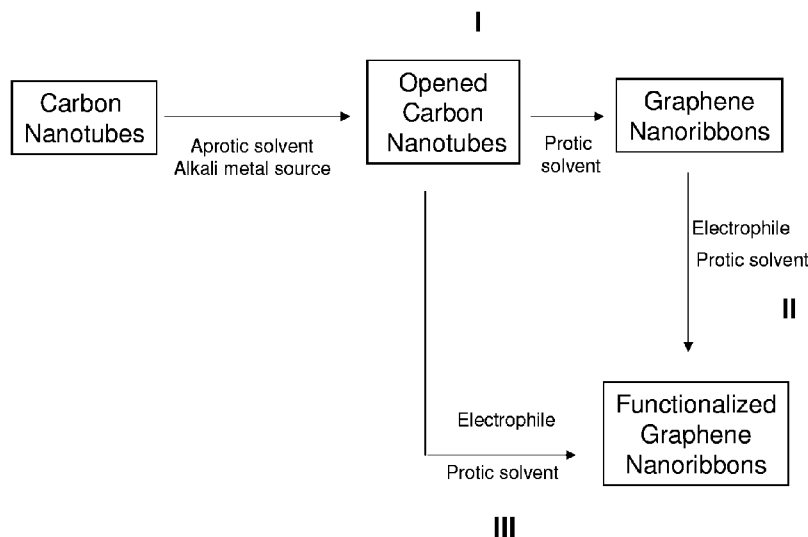 I
Carbon
Nanotubes
Aprotic solvent
Alkali metal source
Opened
Carbon
Nanotubes
Protic
solvent
Graphene
Nanoribbons
Electrophile
Protic solvent
II
Electrophile
Protic solvent
III
Functionalized
Graphene
Nanoribbons